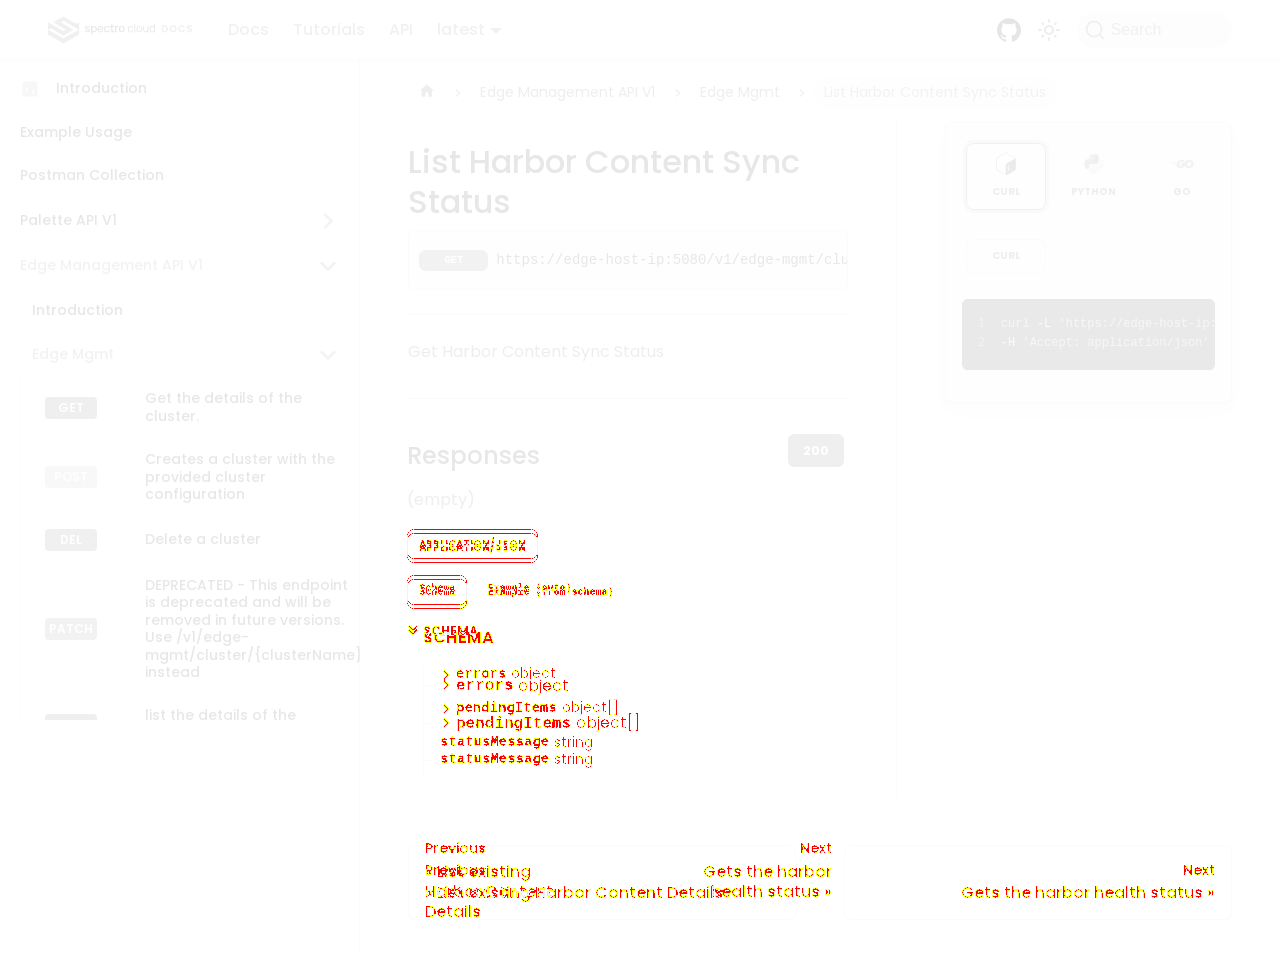 spectro cloud DOCS Docs Tutorials API latest Search
Introduction
Example Usage
Postman Collection
Palette API V1
Edge Management API V1
Introduction
Edge Mgmt
GET Get the details of the
cluster.
POST Creates a cluster with the
provided cluster
configuration
DEL Delete a cluster
PATCH DEPRECATED - This endpoint
is deprecated and will be
removed in future versions.
Use /v1/edge-
mgmt/cluster/{clusterName}
instead
list the details of the
Edge Management API V1 Edge Mgmt List Harbor Content Sync Status
List Harbor Content Sync
Status
GET https://edge-host-ip:5080/v1/edge-mgmt/clu
Get Harbor Content Sync Status
Responses 200
(empty)
APPLICATION/JSON
Schema Example (from schema)
SCHEMA
SCHEMA
errors object
errors object
pendingItems object[]
pendingItems object[]
statusMessage string
statusMessage string
CURL PYTHON GO
CURL
1 curl -L 'https://edge-host-ip:
2 -H 'Accept: application/json'
Previous Next
Gets the harbor
health status »
Details
Next
Gets the harbor health status »